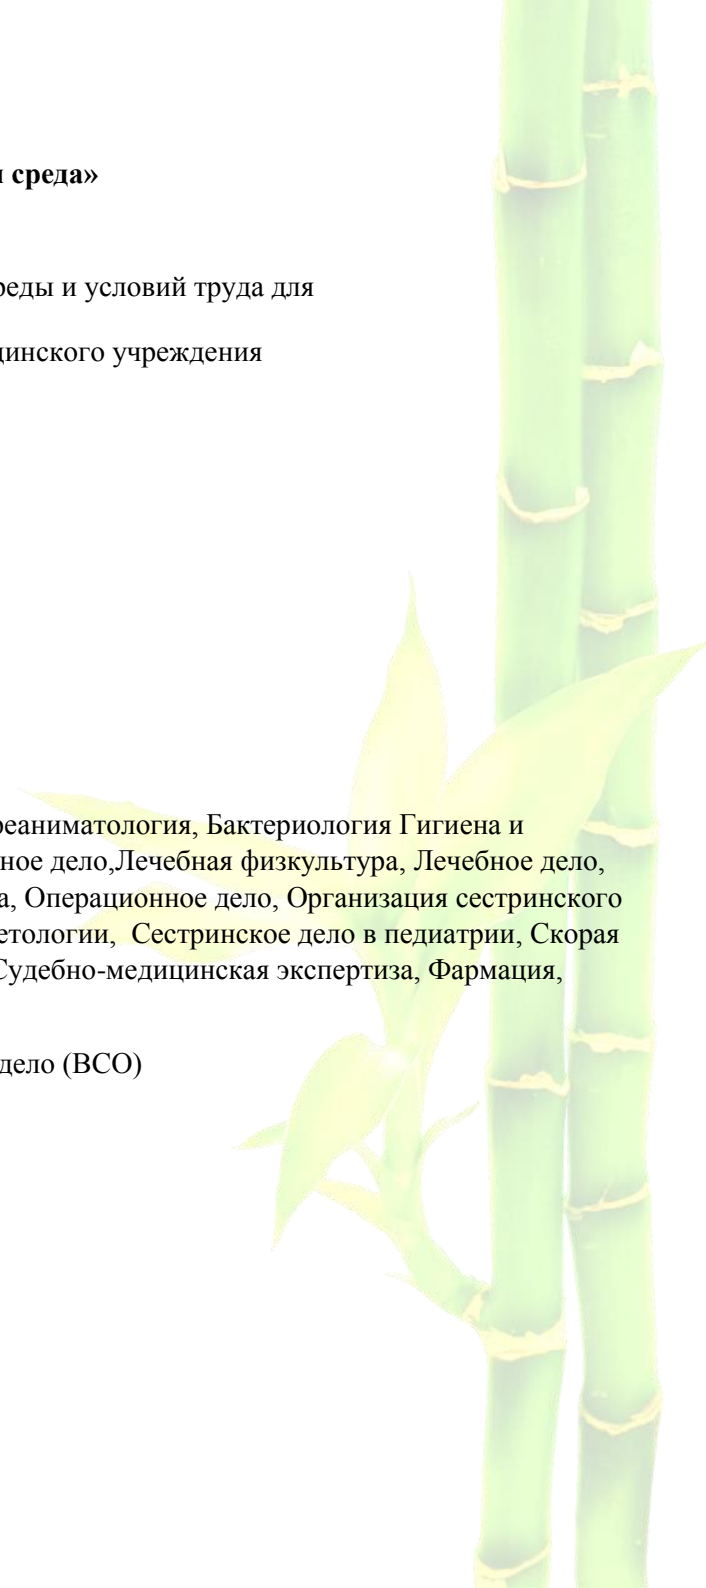 среда»
реды и условий труда для
цинского учреждения
реаниматология, Бактериология Гигиена и
ное дело,Лечебная физкультура, Лечебное дело,
а, Операционное дело, Организация сестринского
етологии, Сестринское дело в педиатрии, Скорая
Судебно-медицинская экспертиза, Фармация,
дело (ВСО)